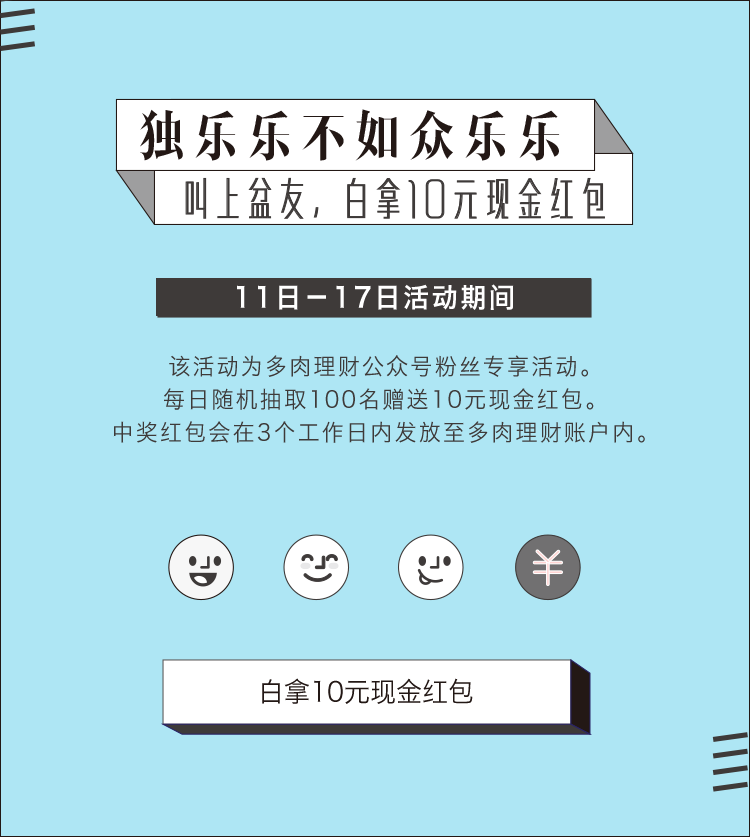 独乐乐不如众乐乐
叫上盆友，白拿10元现金红包
11日－17日活动期间
该活动为多肉理财公众号粉丝专享活动。
每日随机抽取100名赠送10元现金红包。
中奖红包会在3个工作日内发放至多肉理财账户内。
¥
白拿10元现金红包